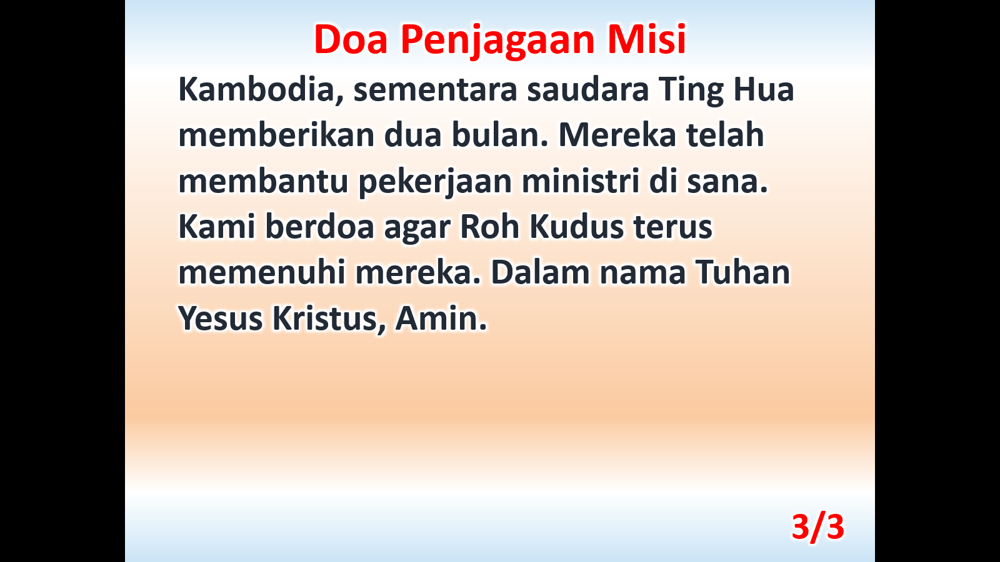 Doa Penjagaan Misi
Kambodia, sementara saudara Ting Hua
memberikan dua bulan. Mereka telah
membantu pekerjaan ministri di sana.
Kami berdoa agar Roh Kudus terus
memenuhi mereka. Dalam nama Tuhan
Yesus Kristus, Amin.
3/3